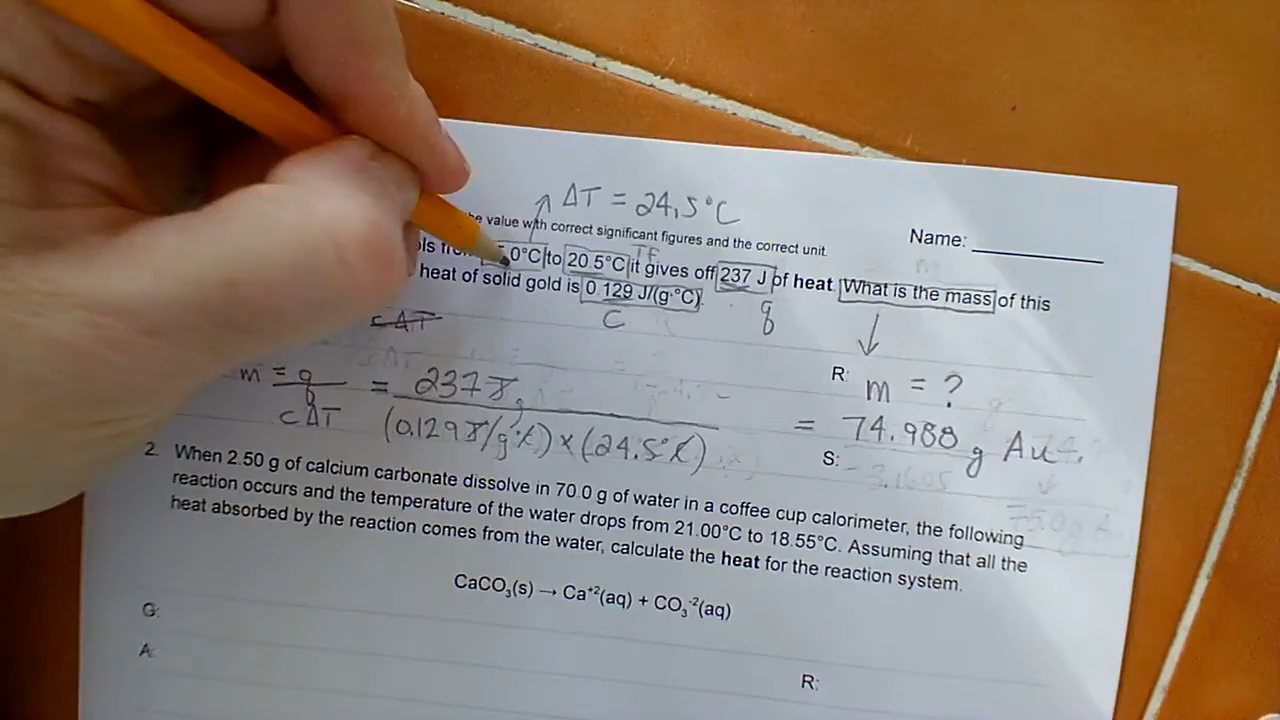 ΔT = 24.5°C
value with correct significant figures and the correct unit.
Name:
0°C to 20.5°C it gives off 237 J of heat. What is the mass of this
Tf
heat of solid gold is 0.129 J/(g·°C).
C
q
cΔT
R: m = ?
m = q / cΔT = 237 J / (0.129 J/g·°C) × (24.5°C)
= 74.988 g Au
S:
2. When 2.50 g of calcium carbonate dissolve in 70.0 g of water in a coffee cup calorimeter, the following
reaction occurs and the temperature of the water drops from 21.00°C to 18.55°C. Assuming that all the
heat absorbed by the reaction comes from the water, calculate the heat for the reaction system.
CaCO₃(s) → Ca⁺²(aq) + CO₃⁻²(aq)
G:
A:
R: